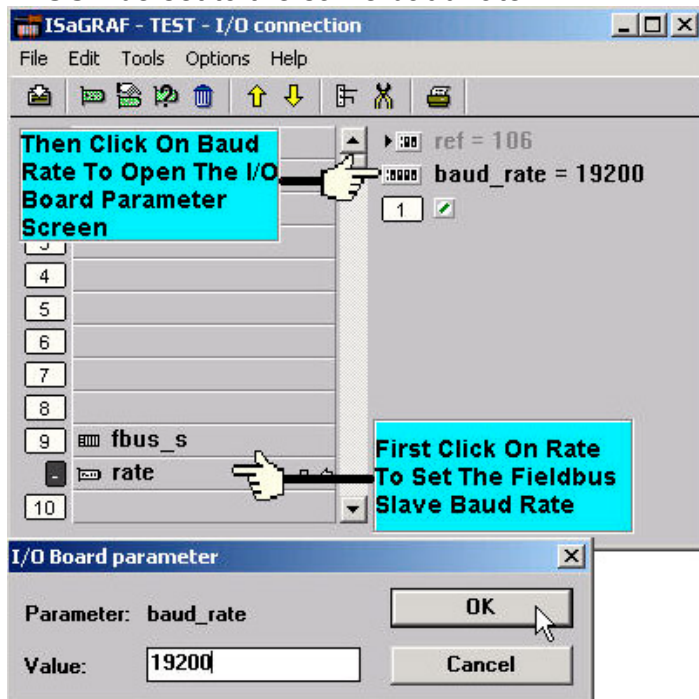 ISaGRAF - TEST - I/O connection
File Edit Tools Options Help
Then Click On Baud
Rate To Open The I/O
Board Parameter
Screen
ref = 106
baud_rate = 19200
1
4
5
6
7
8
9 fbus_s
rate
10
First Click On Rate
To Set The Fieldbus
Slave Baud Rate
I/O Board parameter
Parameter: baud_rate
OK
Value: 19200
Cancel